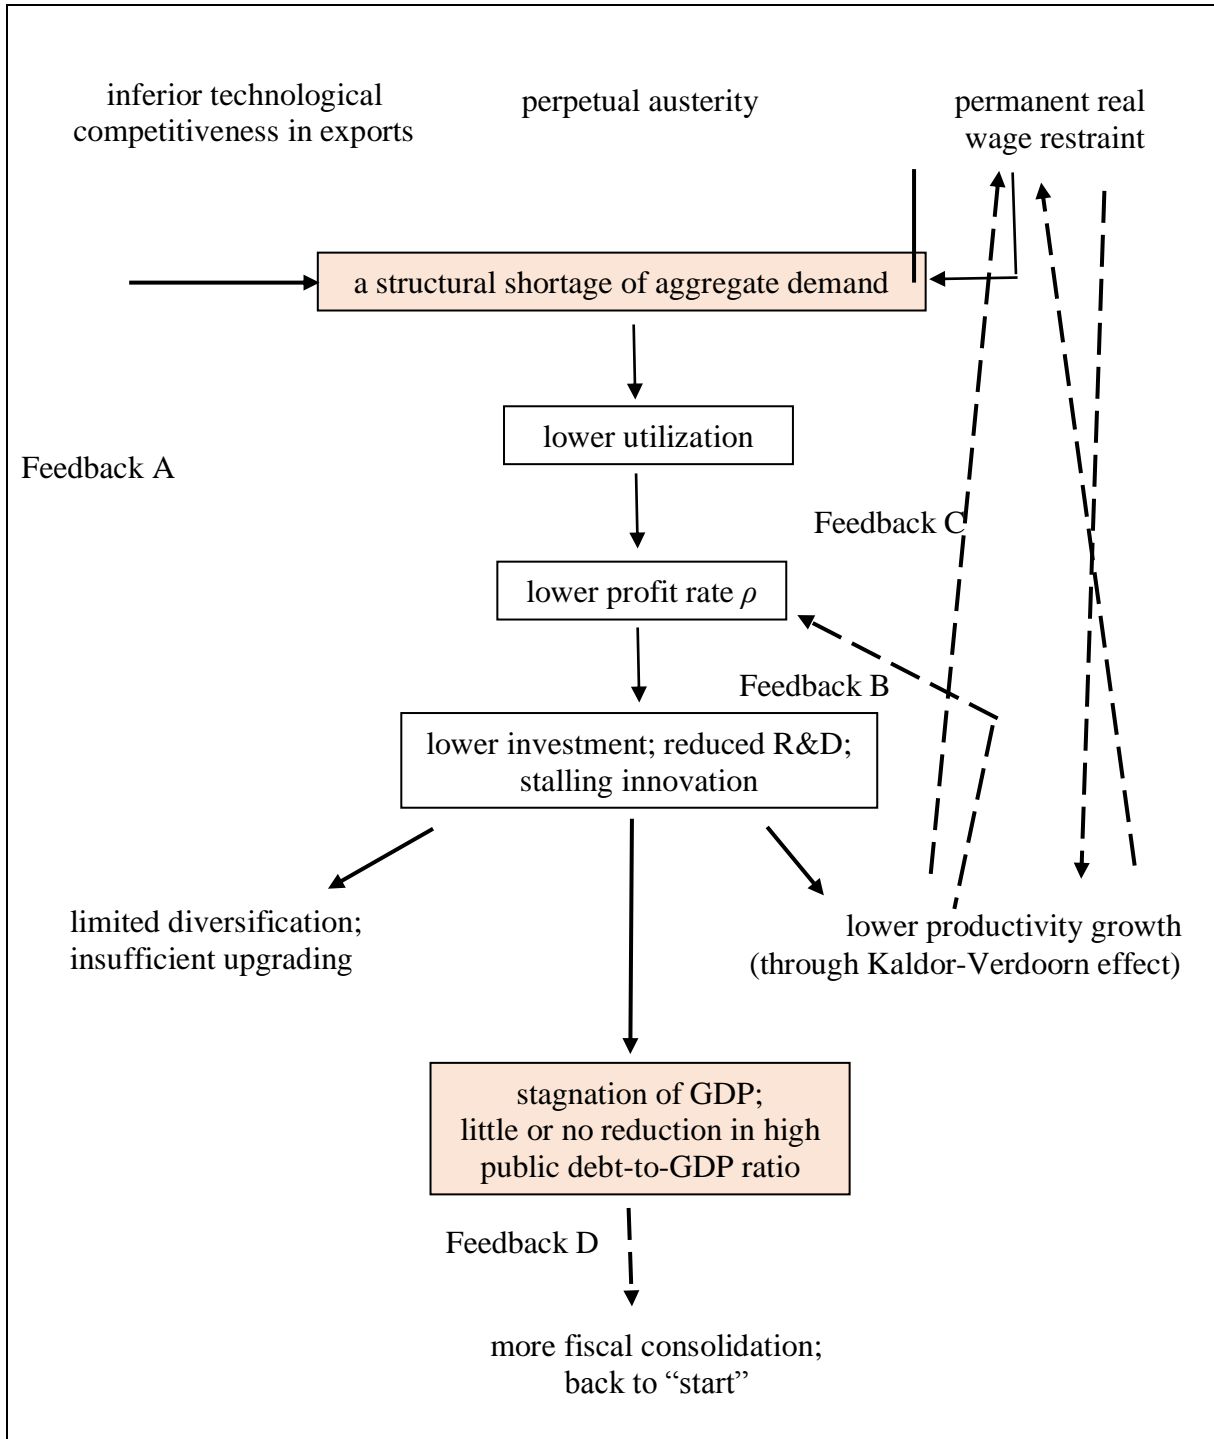 inferior technological
competitiveness in exports
perpetual austerity
permanent real
wage restraint
a structural shortage of aggregate demand
lower utilization
Feedback A
Feedback C
lower profit rate ρ
Feedback B
lower investment; reduced R&D;
stalling innovation
limited diversification;
insufficient upgrading
lower productivity growth
(through Kaldor-Verdoorn effect)
stagnation of GDP;
little or no reduction in high
public debt-to-GDP ratio
Feedback D
more fiscal consolidation;
back to “start”